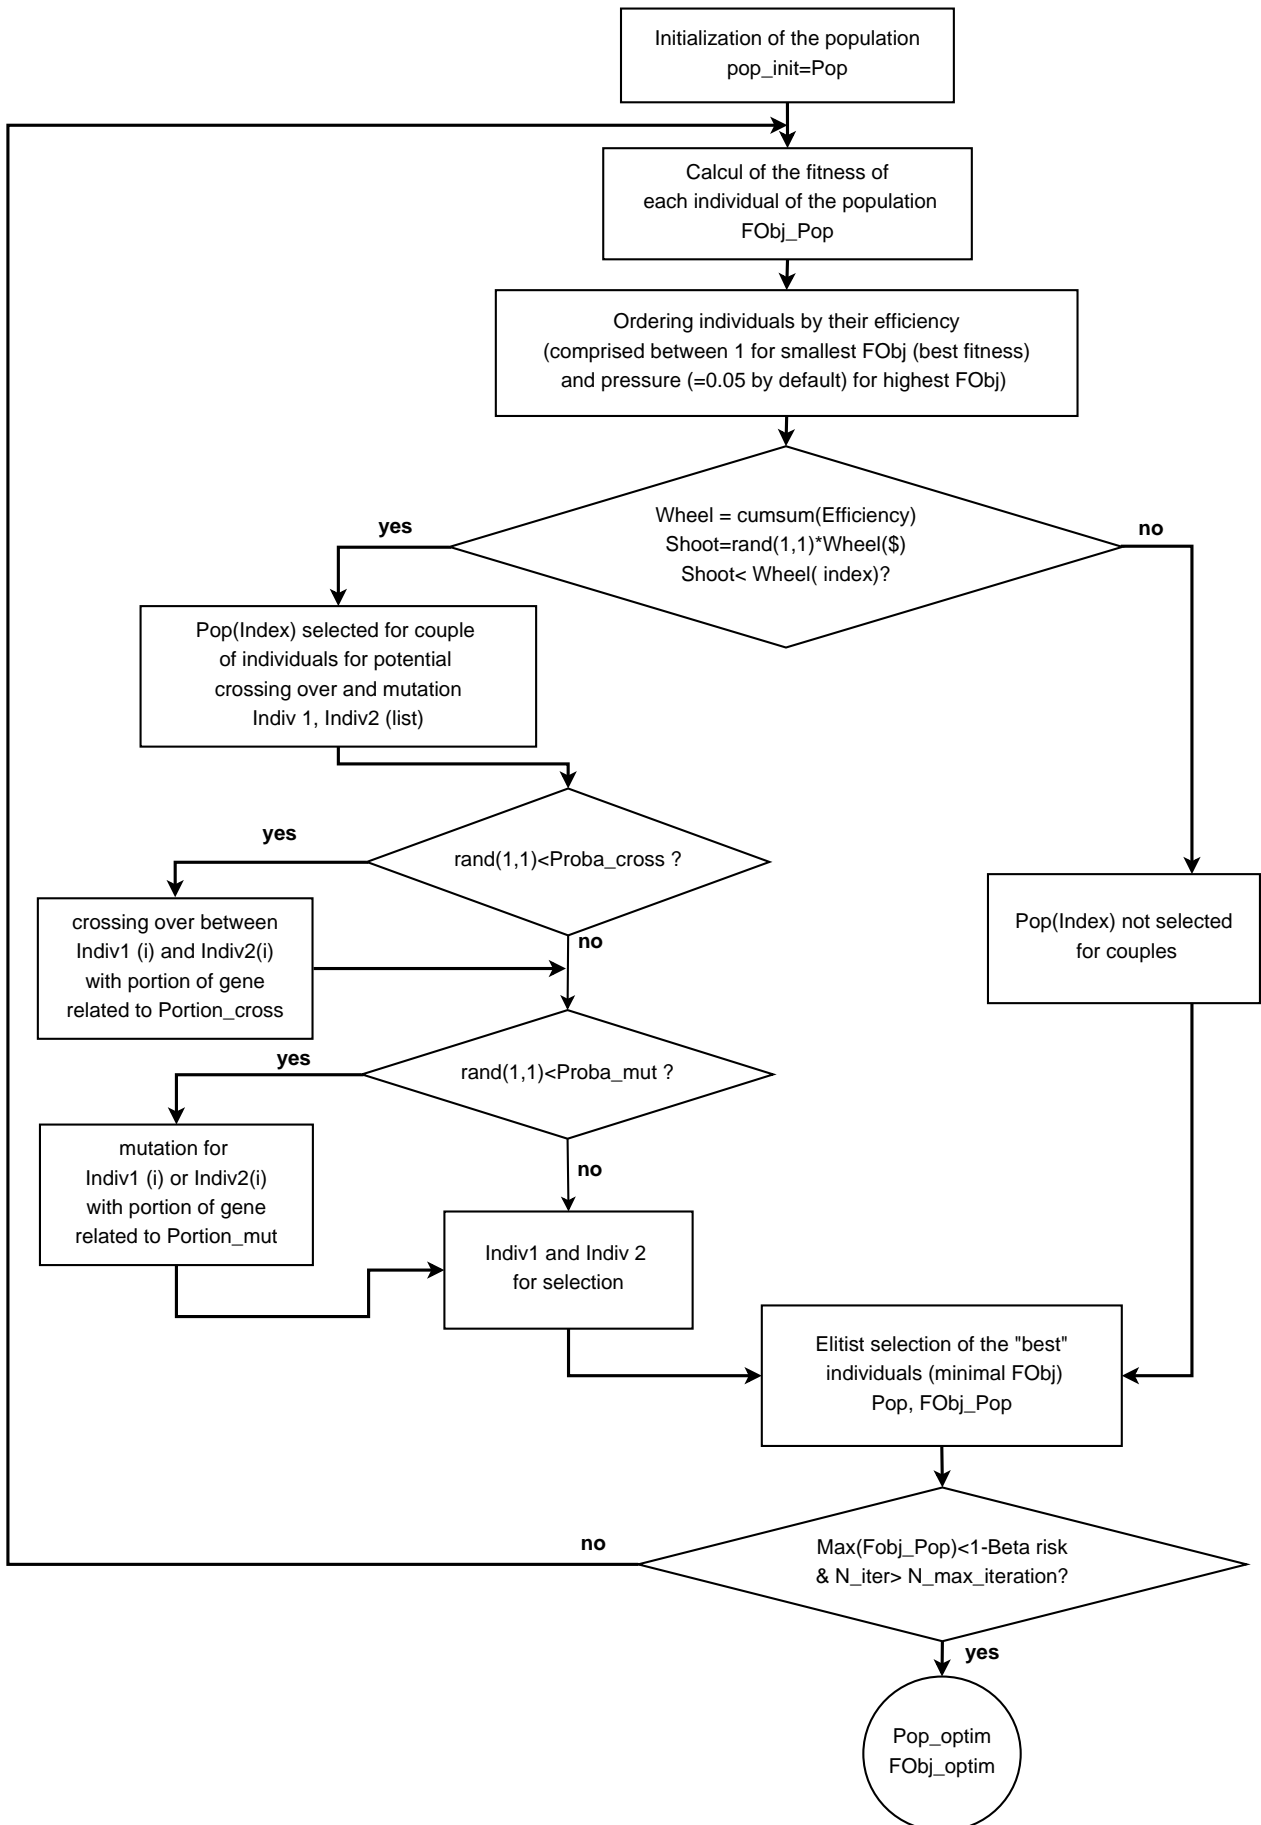 Initialization of the population
pop_init=Pop
Calcul of the fitness of
each individual of the population
FObj_Pop
Ordering individuals by their efficiency
(comprised between 1 for smallest FObj (best fitness)
and pressure (=0.05 by default) for highest FObj)
Wheel = cumsum(Efficiency)
Shoot=rand(1,1)*Wheel($)
Shoot< Wheel( index)?
yes
no
Pop(Index) selected for couple
of individuals for potential
crossing over and mutation
Indiv 1, Indiv2 (list)
rand(1,1)<Proba_cross ?
yes
no
crossing over between
Indiv1 (i) and Indiv2(i)
with portion of gene
related to Portion_cross
Pop(Index) not selected
for couples
rand(1,1)<Proba_mut ?
yes
no
mutation for
Indiv1 (i) or Indiv2(i)
with portion of gene
related to Portion_mut
Indiv1 and Indiv 2
for selection
Elitist selection of the "best"
individuals (minimal FObj)
Pop, FObj_Pop
Max(Fobj_Pop)<1-Beta risk
& N_iter> N_max_iteration?
no
yes
Pop_optim
FObj_optim